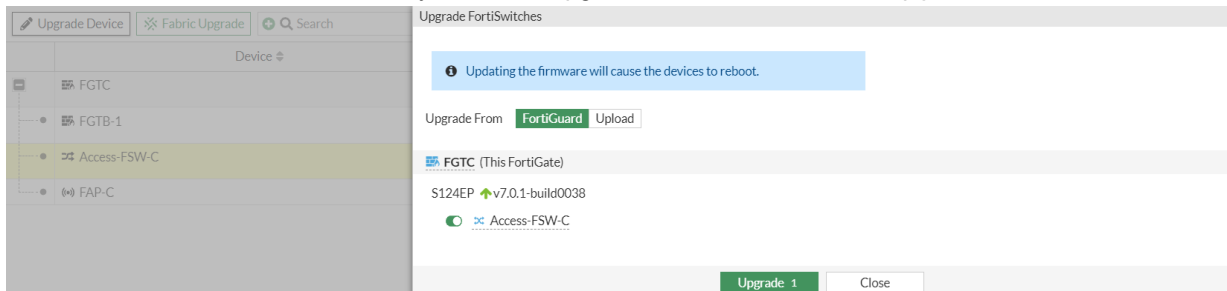 Upgrade Device Fabric Upgrade Search
Device
FGTC
FGTB-1
Access-FSW-C
FAP-C
Upgrade FortiSwitches
Updating the firmware will cause the devices to reboot.
Upgrade From FortiGuard Upload
FGTC (This FortiGate)
S124EP v7.0.1-build0038
Access-FSW-C
Upgrade 1 Close